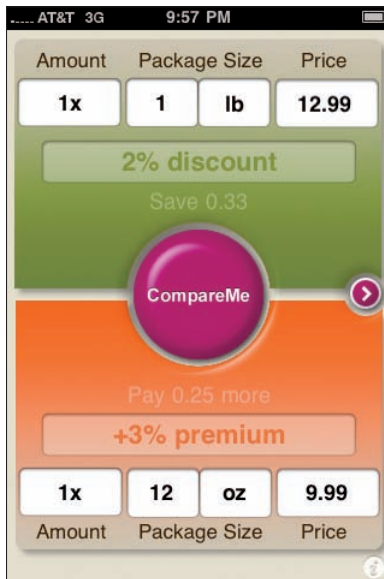 AT&T 3G 9:57 PM
Amount Package Size Price
1x 1 lb 12.99
2% discount
Save 0.33
CompareMe
Pay 0.25 more
+3% premium
1x 12 oz 9.99
Amount Package Size Price
i